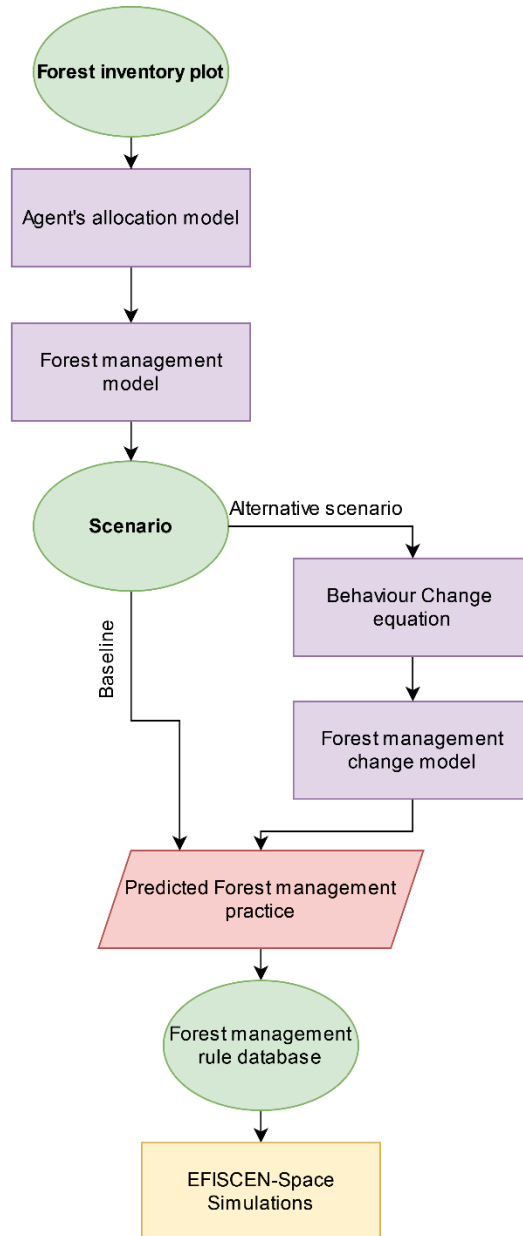 Forest inventory plot
Agent's allocation model
Forest management
model
Scenario
Alternative scenario
Baseline
Behaviour Change
equation
Forest management
change model
Predicted Forest management
practice
Forest management
rule database
EFISCEN-Space
Simulations